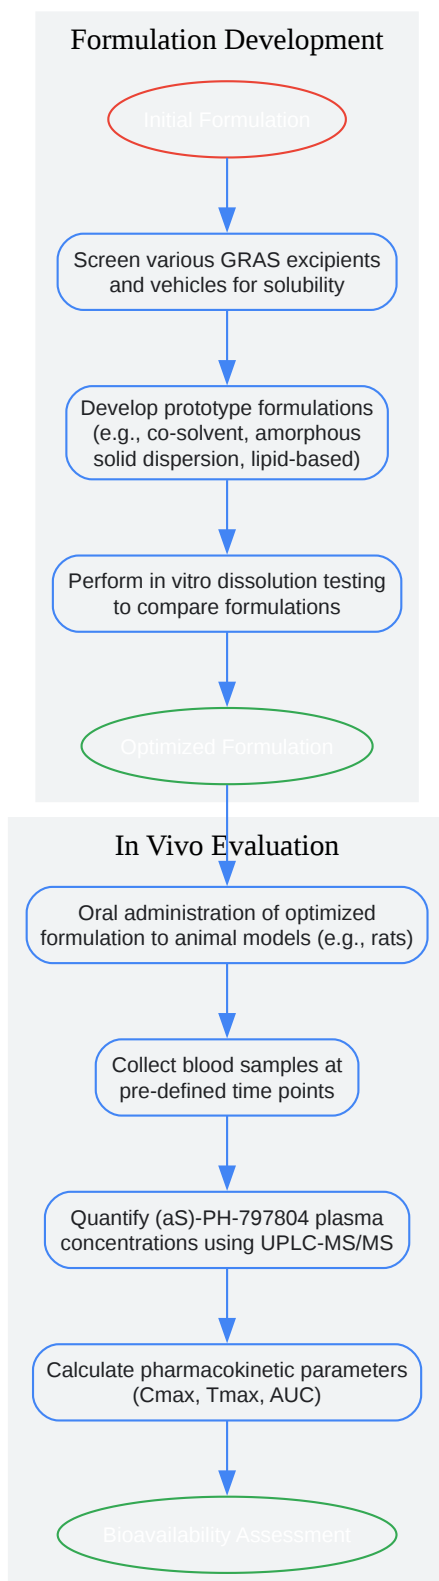 Formulation Development
Initial Formulation
Screen various GRAS excipients
and vehicles for solubility
Develop prototype formulations
(e.g., co-solvent, amorphous
solid dispersion, lipid-based)
Perform in vitro dissolution testing
to compare formulations
Optimized Formulation
In Vivo Evaluation
Oral administration of optimized
formulation to animal models (e.g., rats)
Collect blood samples at
pre-defined time points
Quantify (aS)-PH-797804 plasma
concentrations using UPLC-MS/MS
Calculate pharmacokinetic parameters
(Cmax, Tmax, AUC)
Bioavailability Assessment